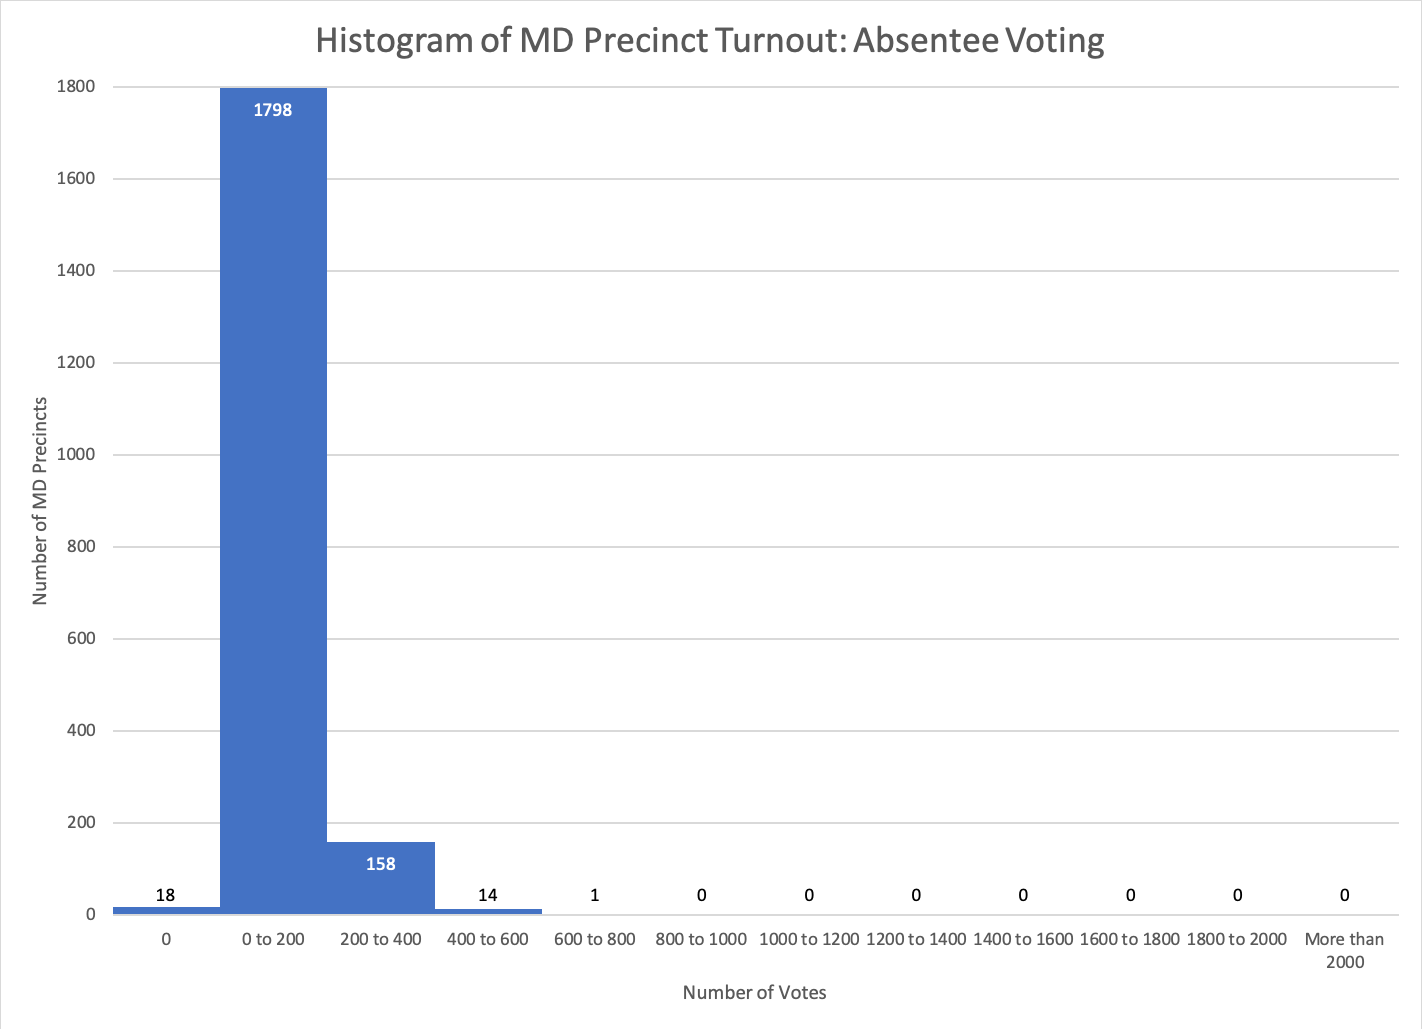 Histogram of MD Precinct Turnout: Absentee Voting
1800
1600
1400
1200
1000
800
600
400
200
0
Number of MD Precincts
18
1798
158
14
1
0
0
0
0
0
0
0
0
0 to 200
200 to 400
400 to 600
600 to 800
800 to 1000
1000 to 1200
1200 to 1400
1400 to 1600
1600 to 1800
1800 to 2000
More than
2000
Number of Votes